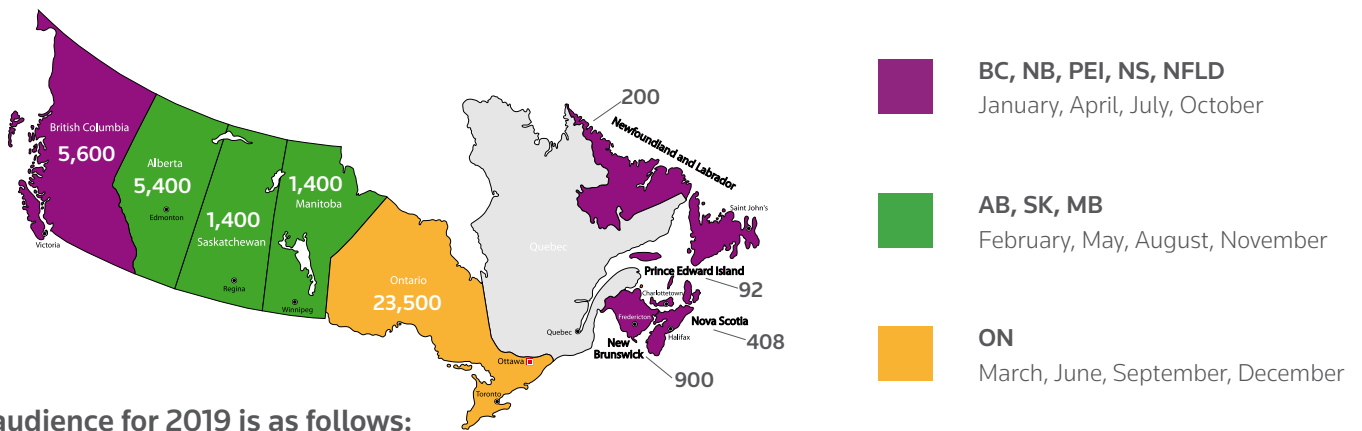 British Columbia
5,600
Victoria
Alberta
5,400
Edmonton
1,400
Saskatchewan
Regina
1,400
Manitoba
Winnipeg
Ontario
23,500
Ottawa
Toronto
Quebec
Quebec
200
Newfoundland and Labrador
Saint John's
Prince Edward Island
92
Charlottetown
Fredericton
Nova Scotia
Halifax
408
New
Brunswick
900
BC, NB, PEI, NS, NFLD
January, April, July, October
AB, SK, MB
February, May, August, November
ON
March, June, September, December
audience for 2019 is as follows: